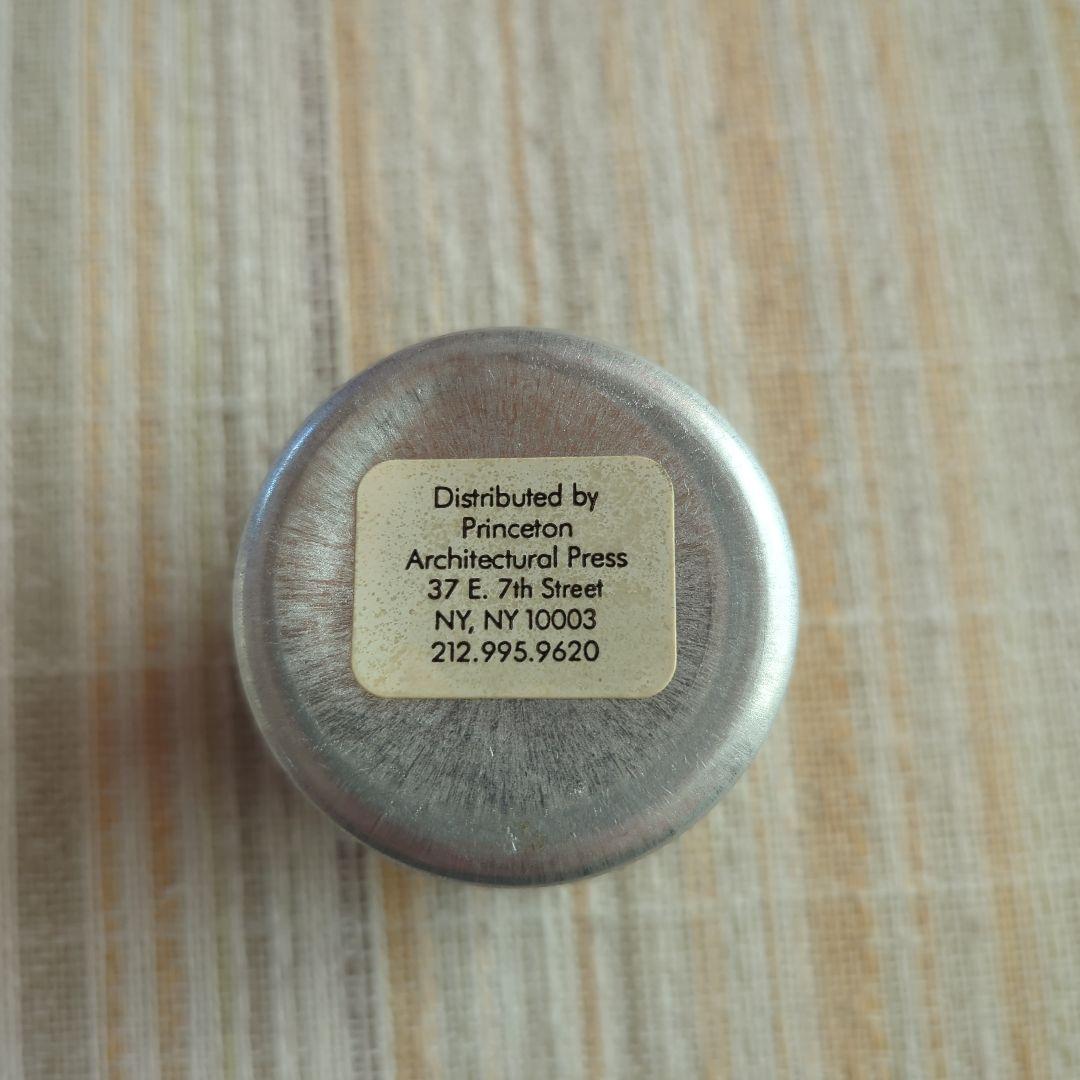 Distributed by
Princeton
Architectural Press
37 E. 7th Street
NY, NY 10003
212.995.9620